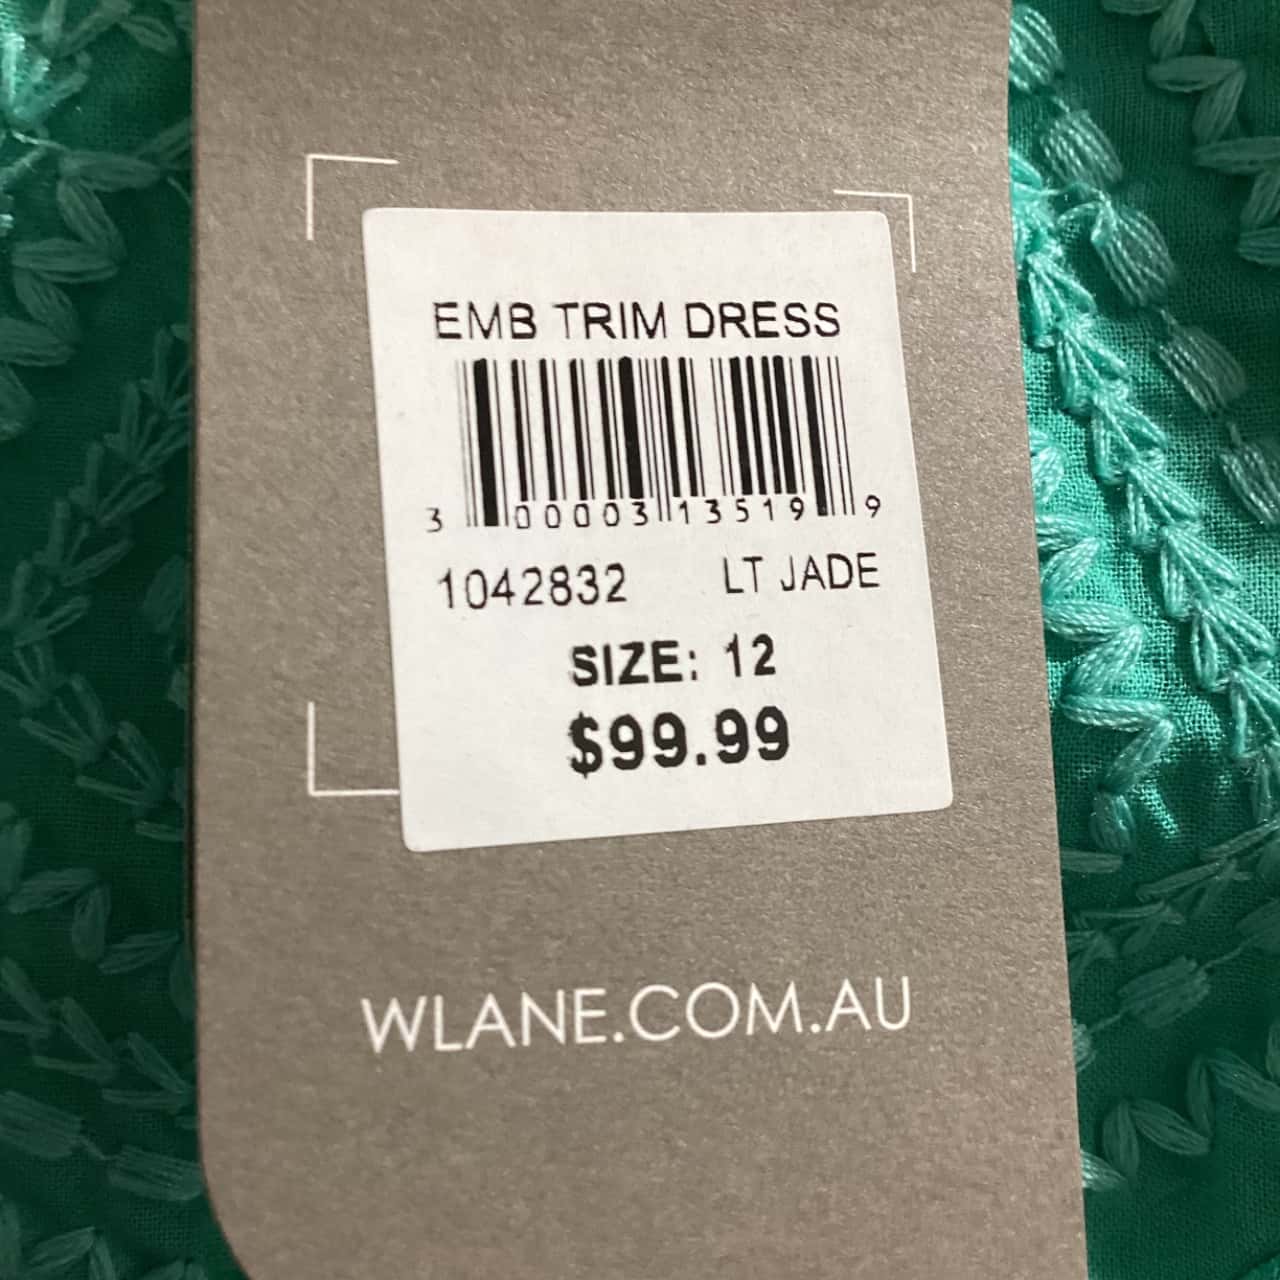 EMB TRIM DRESS
3 00003 13519 9
1042832 LT JADE
SIZE: 12
$99.99
WLANE.COM.AU